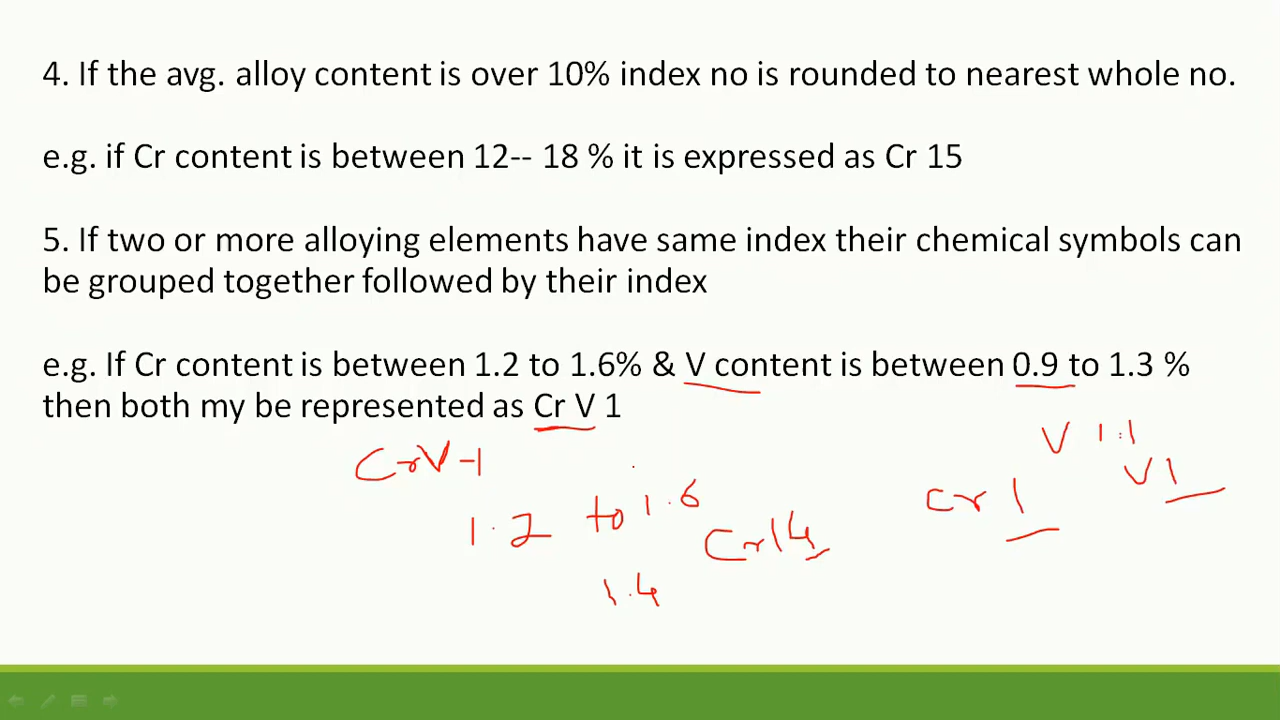 4. If the avg. alloy content is over 10% index no is rounded to nearest whole no.
e.g. if Cr content is between 12-- 18 % it is expressed as Cr 15
5. If two or more alloying elements have same index their chemical symbols can
be grouped together followed by their index
e.g. If Cr content is between 1.2 to 1.6% & V content is between 0.9 to 1.3 %
then both my be represented as Cr V 1
V 1.1
CrV-1
V1
Cr 1
1.2 to 1.6
Cr14
1.4